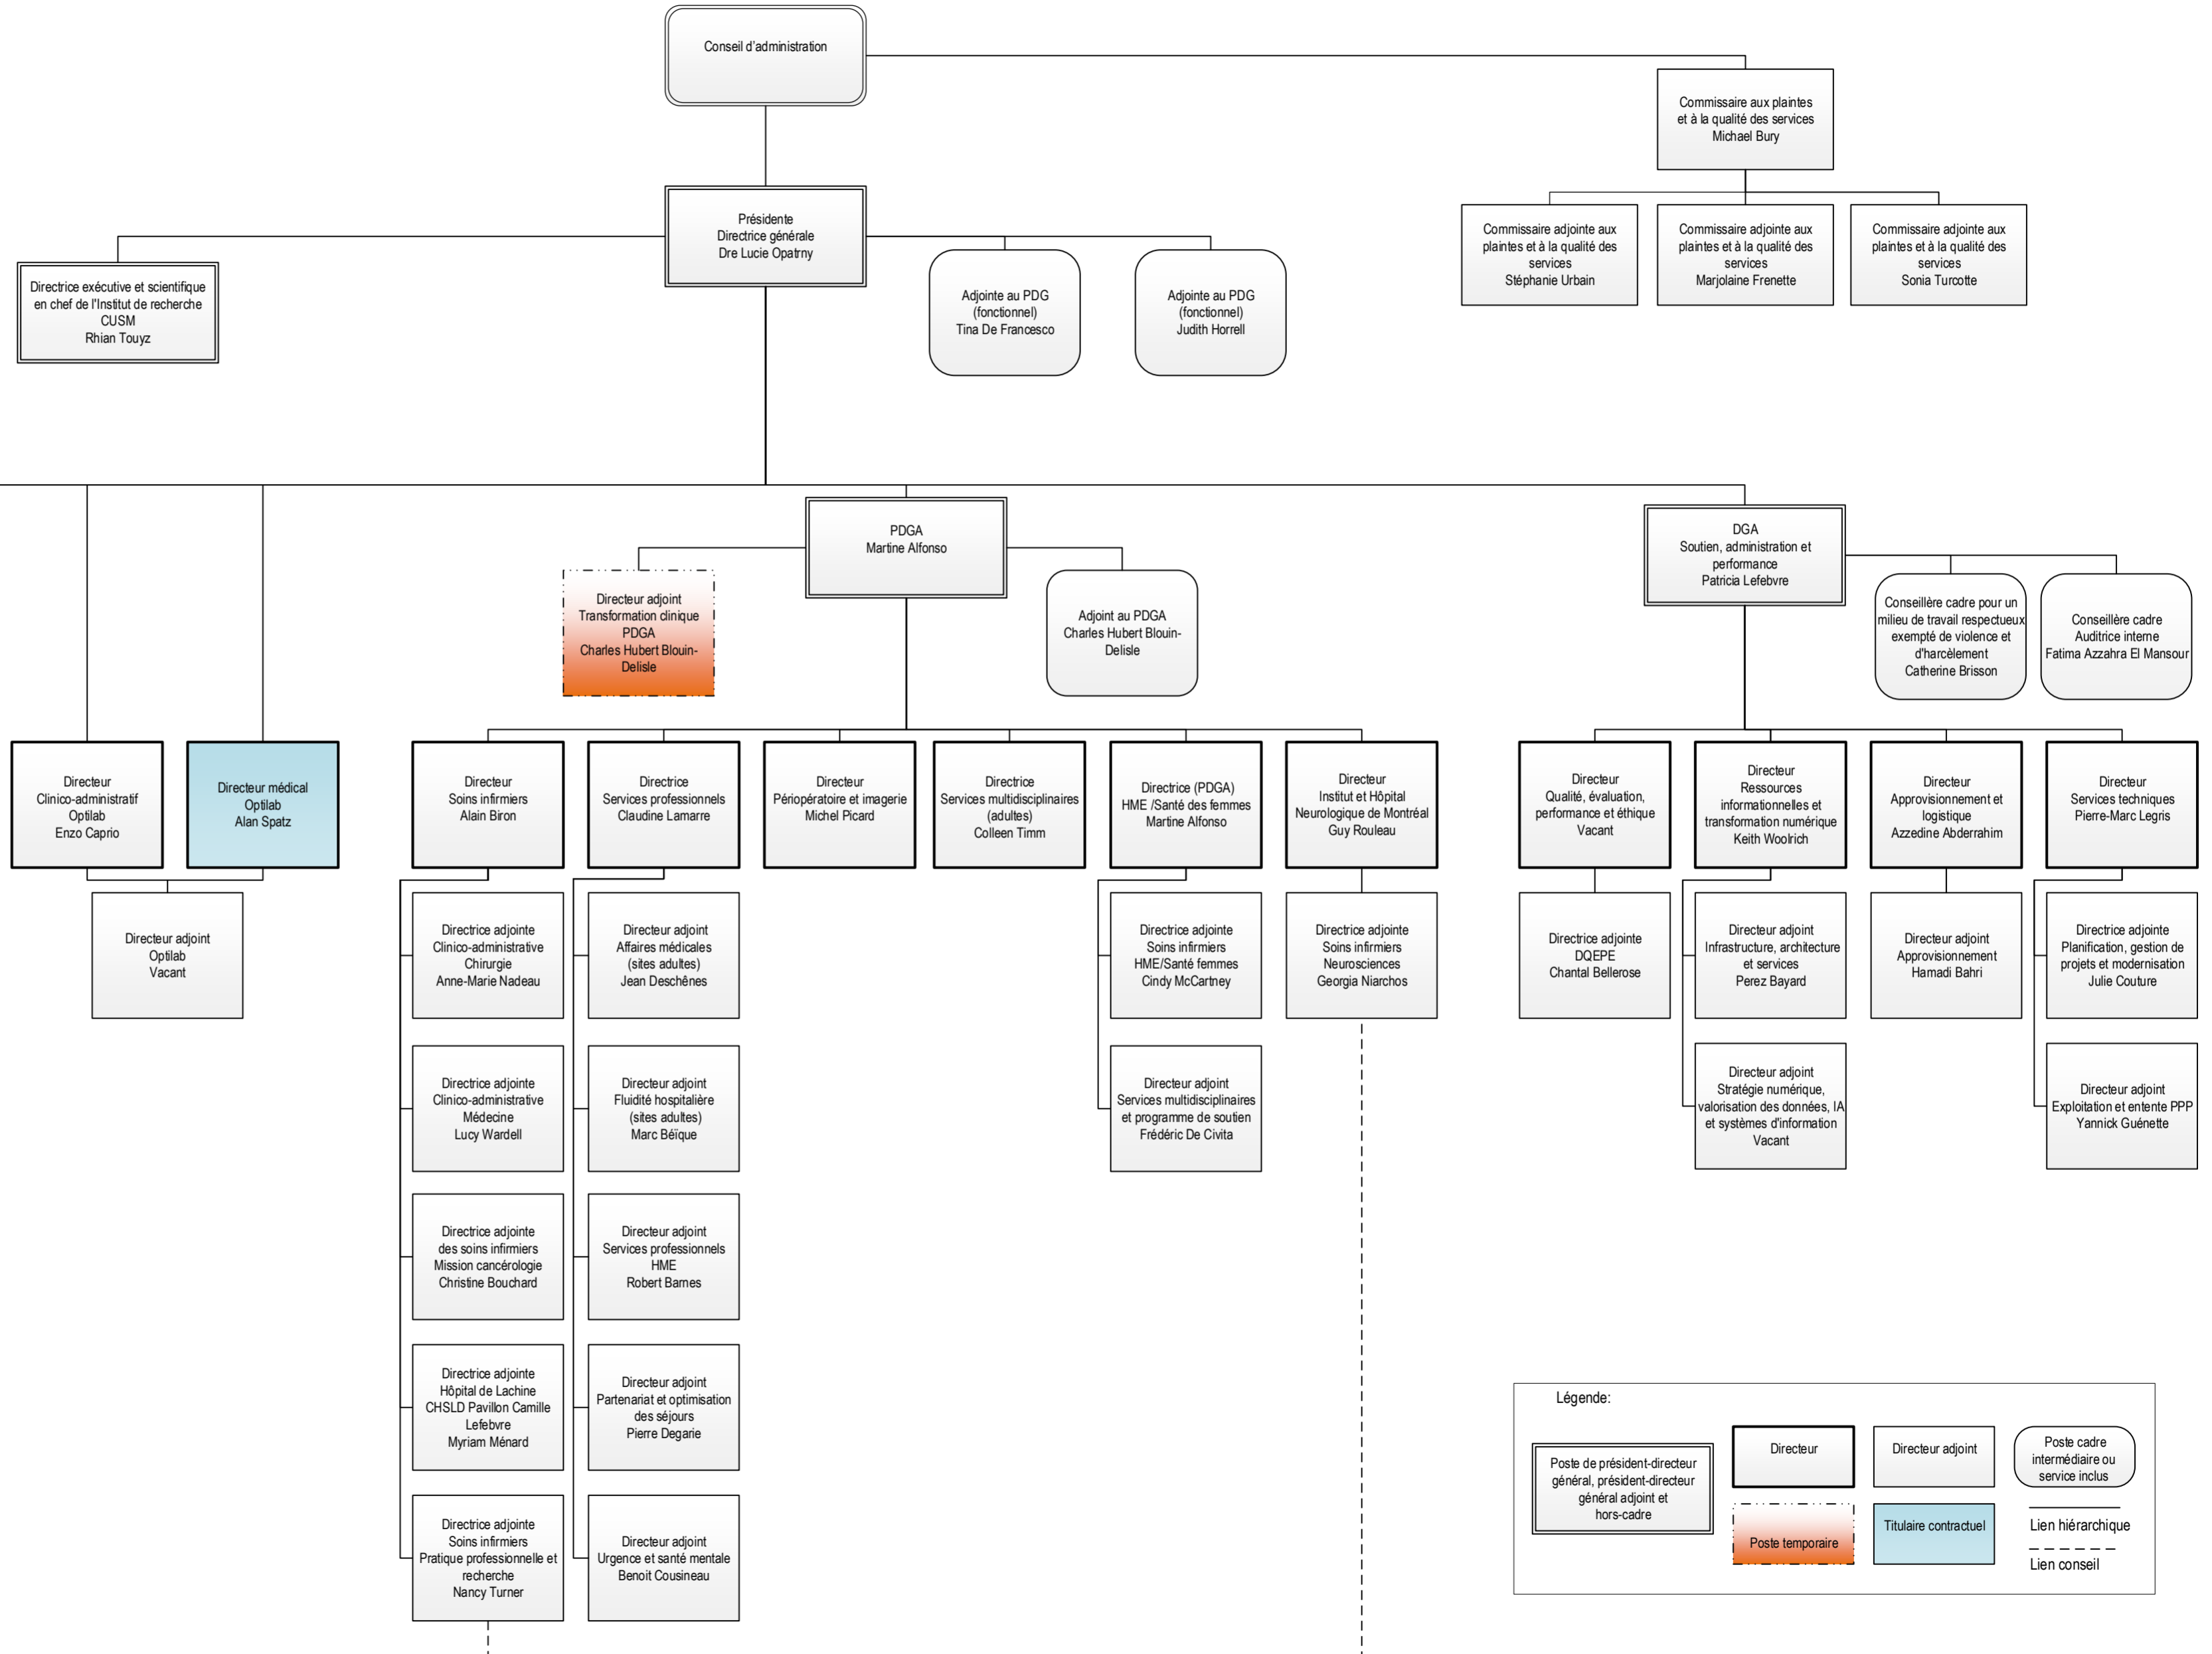 Conseil d'administration
Commissaire aux plaintes
et à la qualité des services
Michael Bury
Présidente
Directrice générale
Dre Lucie Opatrny
Commissaire adjointe aux
plaintes et à la qualité des
services
Stéphanie Urbain
Commissaire adjointe aux
plaintes et à la qualité des
services
Marjolaine Frenette
Commissaire adjointe aux
plaintes et à la qualité des
services
Sonia Turcotte
Directrice exécutive et scientifique
en chef de l'Institut de recherche
CUSM
Rhian Touyz
Adjointe au PDG
(fonctionnel)
Tina De Francesco
Adjointe au PDG
(fonctionnel)
Judith Horrell
PDGA
Martine Alfonso
DGA
Soutien, administration et
performance
Patricia Lefebvre
Directeur adjoint
Transformation clinique
PDGA
Charles Hubert Blouin-
Delisle
Adjoint au PDGA
Charles Hubert Blouin-
Delisle
Conseillère cadre pour un
milieu de travail respectueux
exempté de violence et
d'harcèlement
Catherine Brisson
Conseillère cadre
Auditrice interne
Fatima Azzahra El Mansour
Directeur
Clinico-administratif
Optilab
Enzo Caprio
Directeur médical
Optilab
Alan Spatz
Directeur
Soins infirmiers
Alain Biron
Directrice
Services professionnels
Claudine Lamarre
Directeur
Périopératoire et imagerie
Michel Picard
Directrice
Services multidisciplinaires
(adultes)
Colleen Timm
Directrice (PDGA)
HME /Santé des femmes
Martine Alfonso
Directeur
Institut et Hôpital
Neurologique de Montréal
Guy Rouleau
Directeur
Qualité, évaluation,
performance et éthique
Vacant
Directeur
Ressources
informationnelles et
transformation numérique
Keith Woolrich
Directeur
Approvisionnement et
logistique
Azzedine Abderrahim
Directeur
Services techniques
Pierre-Marc Legris
Directeur adjoint
Optilab
Vacant
Directrice adjointe
Clinico-administrative
Chirurgie
Anne-Marie Nadeau
Directeur adjoint
Affaires médicales
(sites adultes)
Jean Deschênes
Directrice adjointe
Soins infirmiers
HME/Santé femmes
Cindy McCartney
Directrice adjointe
Soins infirmiers
Neurosciences
Georgia Niarchos
Directrice adjointe
DQEPE
Chantal Bellerose
Directeur adjoint
Infrastructure, architecture
et services
Perez Bayard
Directeur adjoint
Approvisionnement
Hamadi Bahri
Directrice adjointe
Planification, gestion de
projets et modernisation
Julie Couture
Directrice adjointe
Clinico-administrative
Médecine
Lucy Wardell
Directeur adjoint
Fluidité hospitalière
(sites adultes)
Marc Béïque
Directeur adjoint
Services multidisciplinaires
et programme de soutien
Frédéric De Civita
Directeur adjoint
Stratégie numérique,
valorisation des données, IA
et systèmes d'information
Vacant
Directeur adjoint
Exploitation et entente PPP
Yannick Guénette
Directrice adjointe
des soins infirmiers
Mission cancérologie
Christine Bouchard
Directeur adjoint
Services professionnels
HME
Robert Barnes
Directrice adjointe
Hôpital de Lachine
CHSLD Pavillon Camille
Lefebvre
Myriam Ménard
Directeur adjoint
Partenariat et optimisation
des séjours
Pierre Degarie
Directrice adjointe
Soins infirmiers
Pratique professionnelle et
recherche
Nancy Turner
Directeur adjoint
Urgence et santé mentale
Benoit Cousineau
Légende:
Poste de président-directeur
général, président-directeur
général adjoint et
hors-cadre
Directeur
Directeur adjoint
Poste cadre
intermédiaire ou
service inclus
Poste temporaire
Titulaire contractuel
Lien hiérarchique
Lien conseil